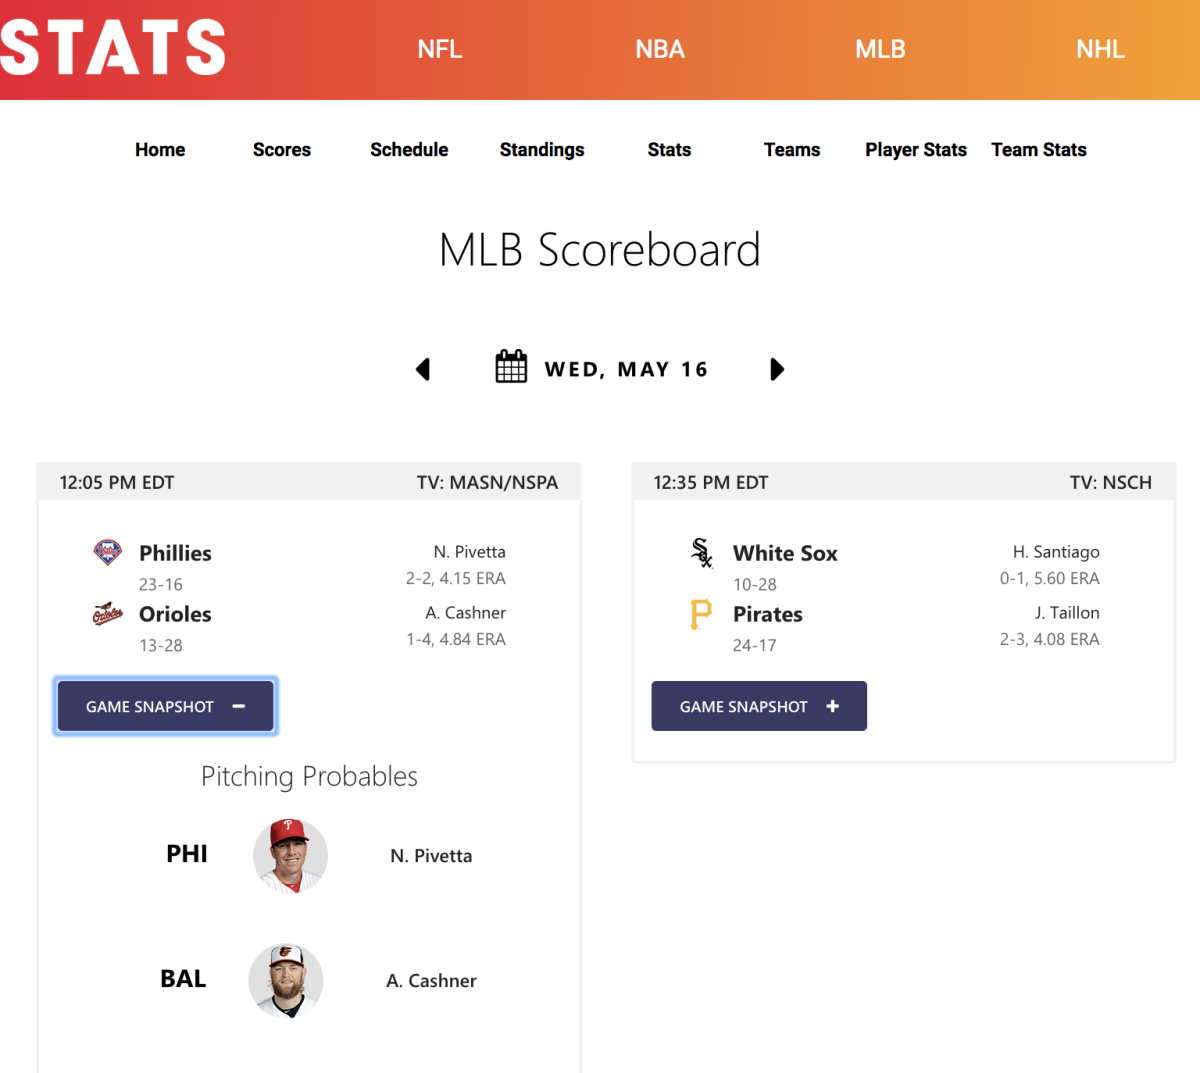 STATS
NFL
NBA
MLB
NHL
Home
Scores
Schedule
Standings
Stats
Teams
Player Stats
Team Stats
MLB Scoreboard
WED, MAY 16
12:05 PM EDT
TV: MASN/NSPA
Phillies
N. Pivetta
23-16
2-2, 4.15 ERA
Orioles
A. Cashner
13-28
1-4, 4.84 ERA
GAME SNAPSHOT
Pitching Probables
PHI
N. Pivetta
BAL
A. Cashner
12:35 PM EDT
TV: NSCH
White Sox
H. Santiago
10-28
0-1, 5.60 ERA
Pirates
J. Taillon
24-17
2-3, 4.08 ERA
GAME SNAPSHOT